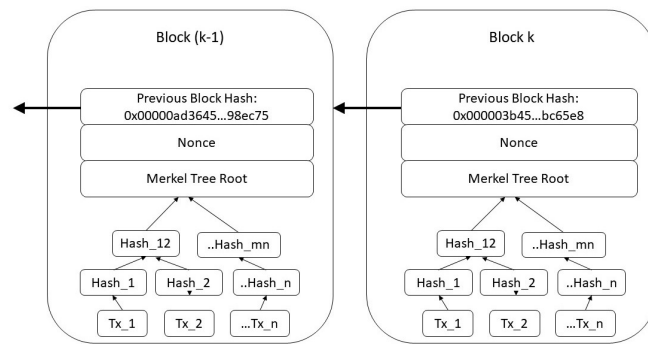 Block (k-1)
Previous Block Hash:
0x00000ad3645...98ec75
Nonce
Merkel Tree Root
Hash_12
..Hash_mn
Hash_1
Hash_2
..Hash_n
Tx_1
Tx_2
...Tx_n
Block k
Previous Block Hash:
0x000003b45...bc65e8
Nonce
Merkel Tree Root
Hash_12
..Hash_mn
Hash_1
Hash_2
..Hash_n
Tx_1
Tx_2
...Tx_n